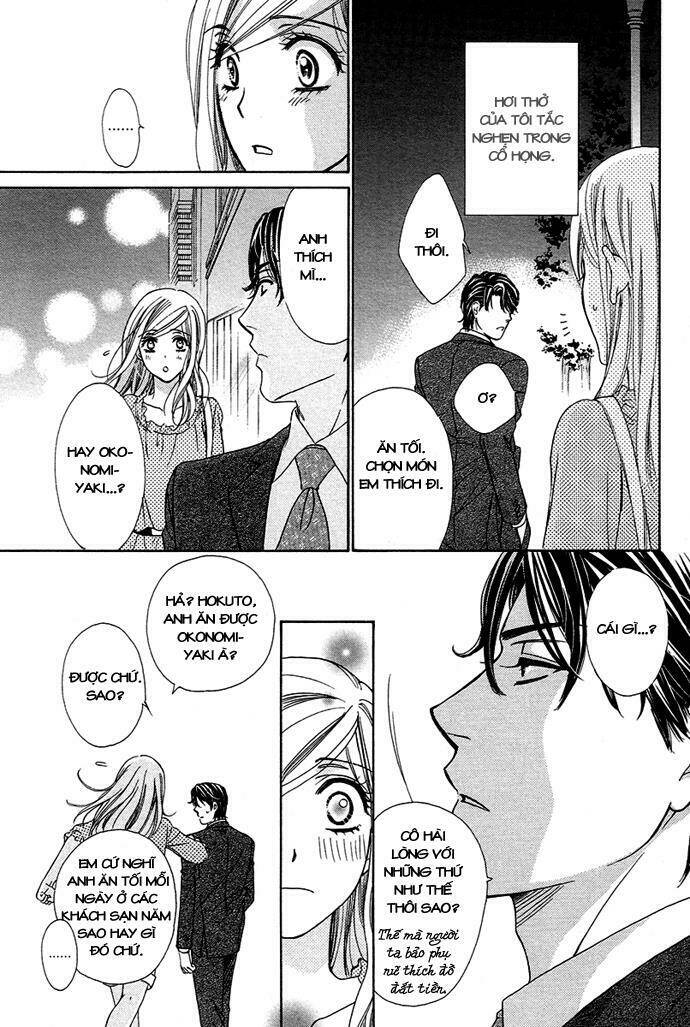 HƠI THỞ
CỦA TÔI TẮC
NGHẸN TRONG
CỔ HỌNG.
......
ĐI
THÔI.
Ơ?
ĂN TỐI.
CHỌN MÓN
EM THÍCH ĐI.
ANH
THÍCH
MÌ...
HAY OKO-
NOMI-
YAKI...?
CÁI GÌ...?
CÔ HÀI
LÒNG VỚI
NHỮNG THỨ
NHƯ THẾ
THÔI SAO?
Thế mà người
ta bảo phụ
nữ thích đồ
đắt tiền.
HẢ? HOKUTO,
ANH ĂN ĐƯỢC
OKONOMI-
YAKI À?
ĐƯỢC CHỨ.
SAO?
EM CỨ NGHĨ
ANH ĂN TỐI MỖI
NGÀY Ở CÁC
KHÁCH SẠN NĂM
SAO HAY GÌ
ĐÓ CHỨ.
......